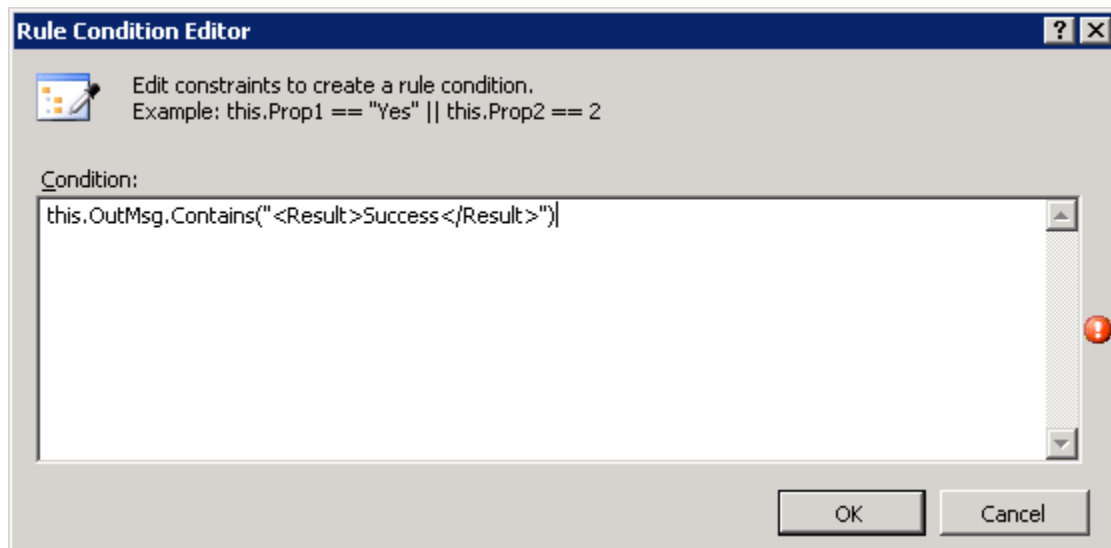 Rule Condition Editor
Edit constraints to create a rule condition.
Example: this.Prop1 == "Yes" || this.Prop2 == 2
Condition:
this.OutMsg.Contains("<Result>Success</Result>")
OK Cancel